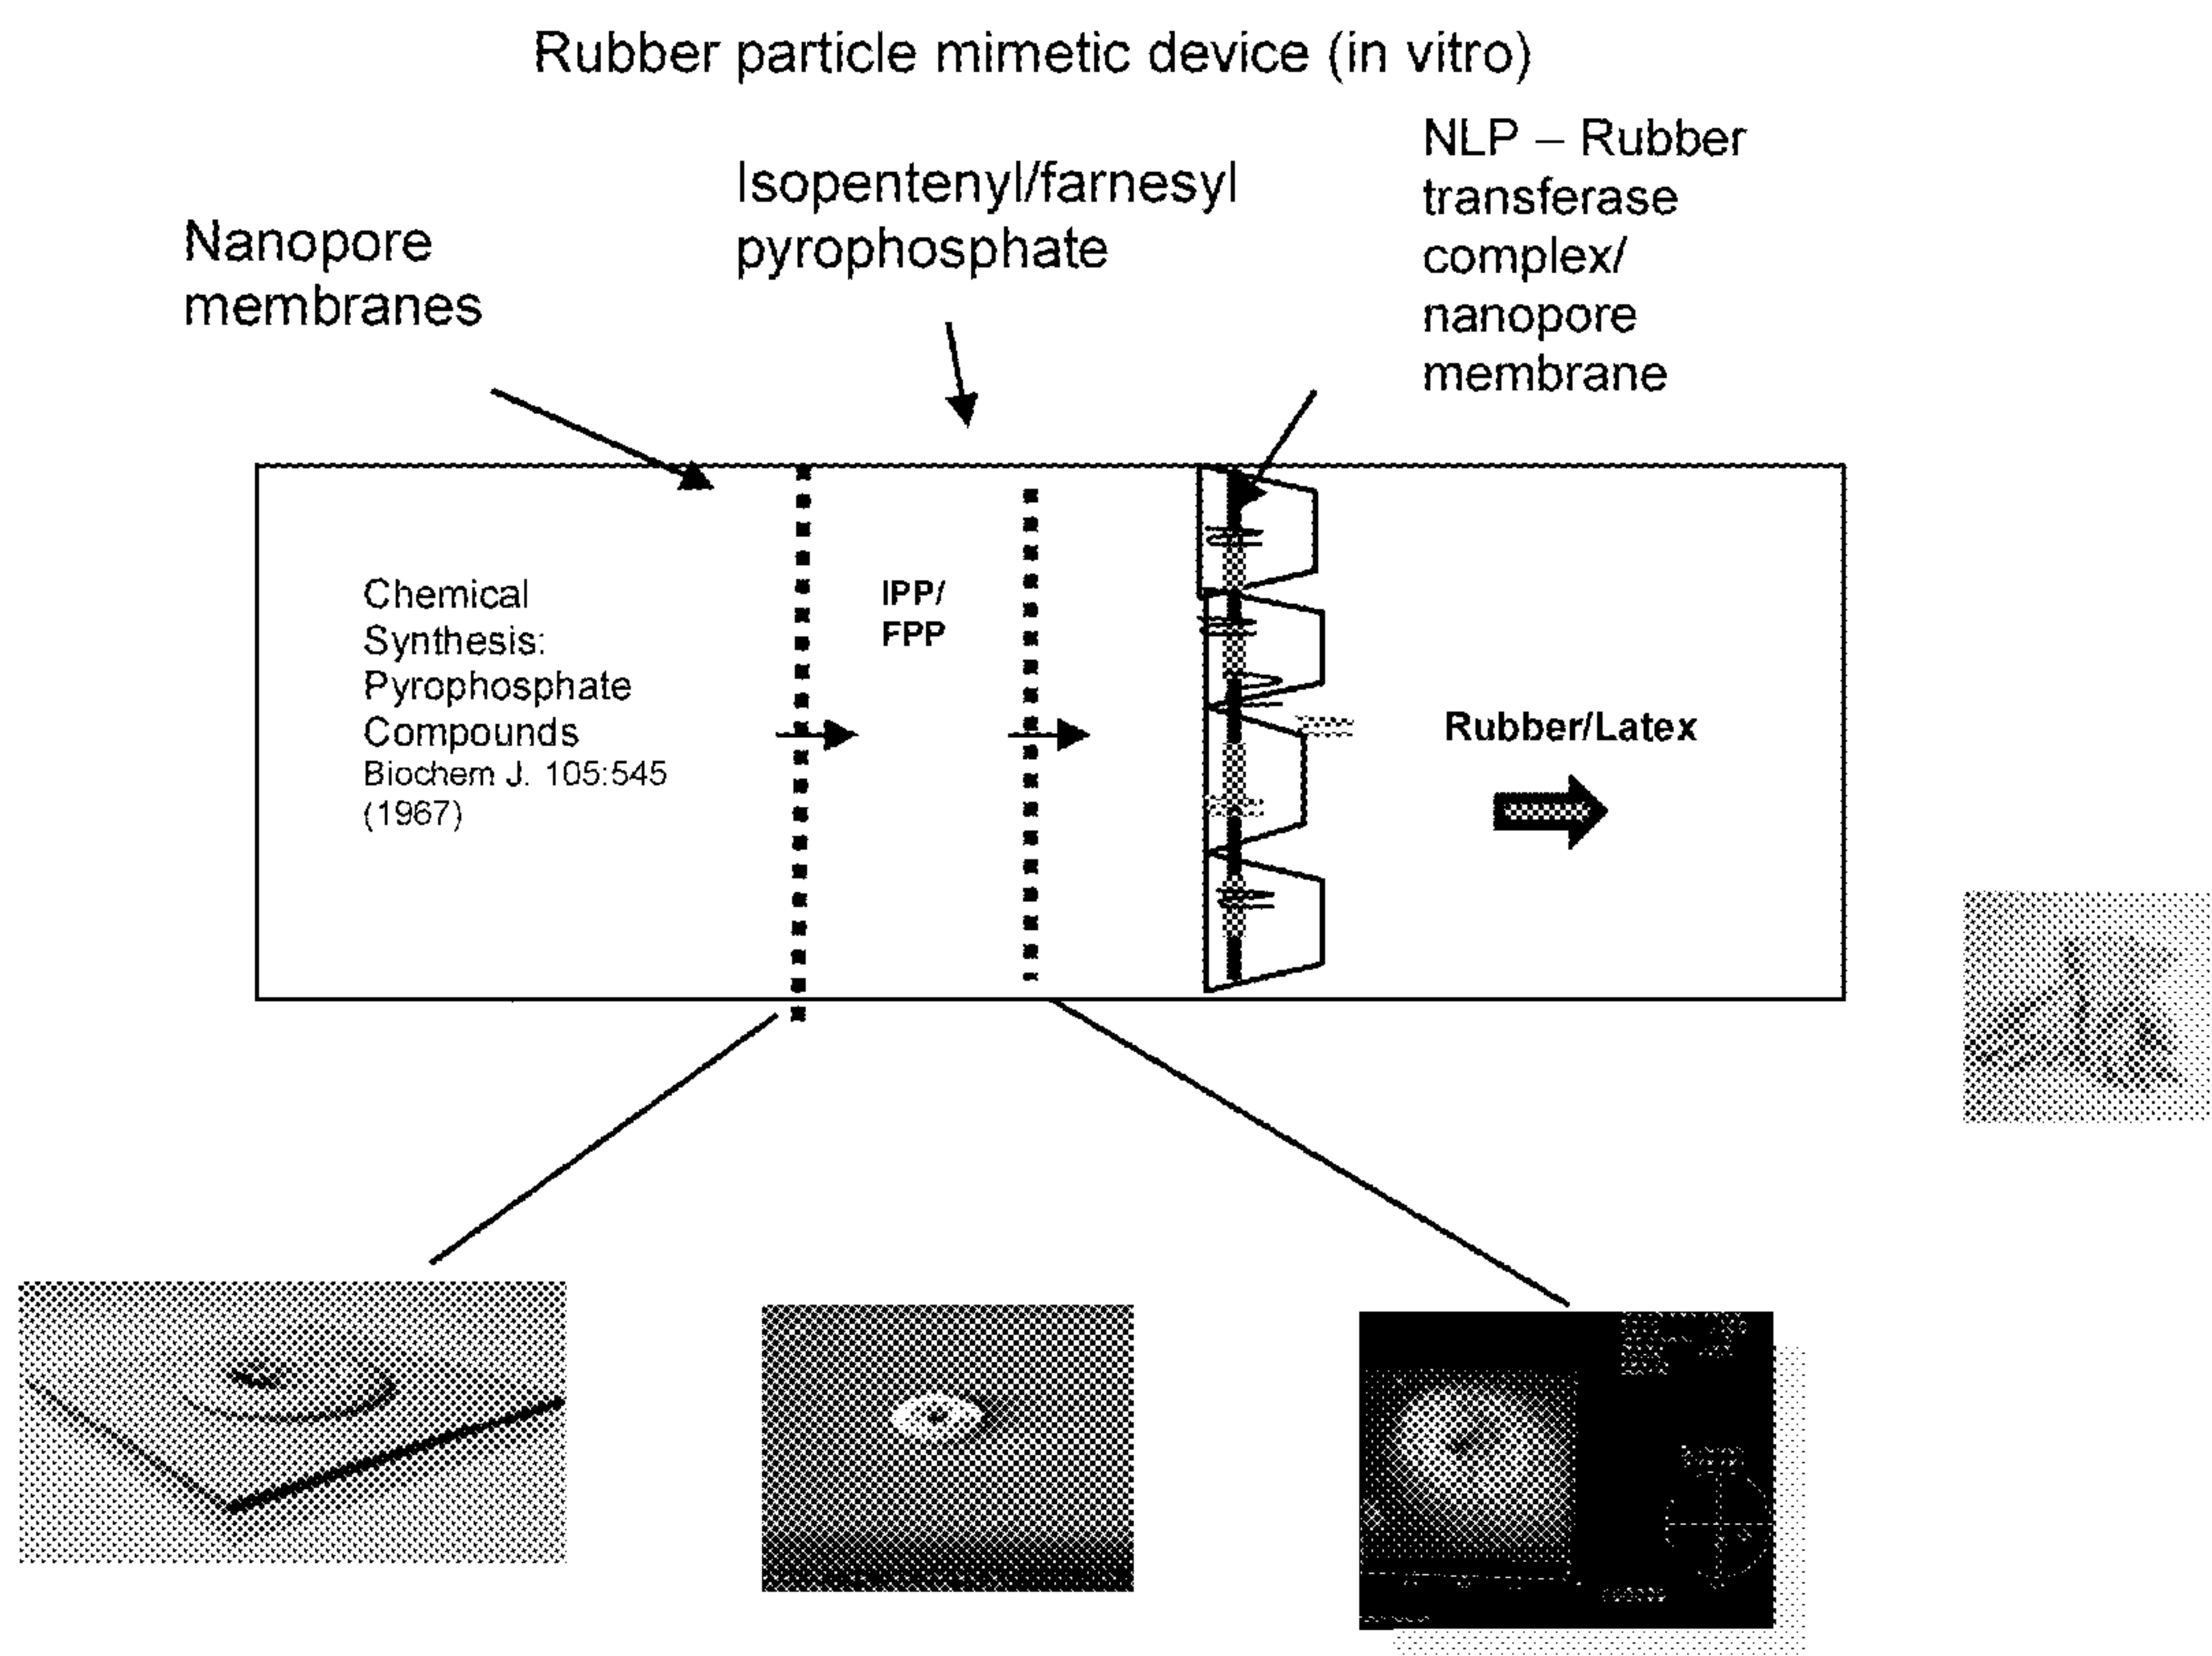 Rubber particle mimetic device (in vitro)
Nanopore
membranes
Isopentenyl/farnesyl
pyrophosphate
NLP – Rubber
transferase
complex/
nanopore
membrane
Chemical
Synthesis:
Pyrophosphate
Compounds
Biochem J. 105:545
(1967)
IPP/
FPP
Rubber/Latex